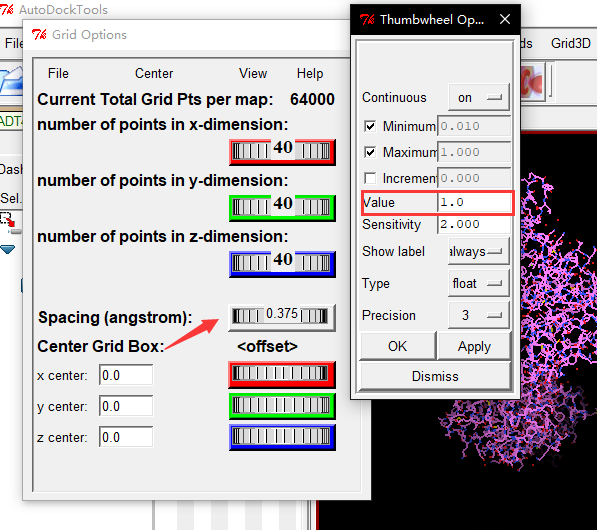 AutoDockTools
File
ds Grid3D
ADT4
Dash
Sel.
Grid Options
File Center View Help
Current Total Grid Pts per map: 64000
number of points in x-dimension:
40
number of points in y-dimension:
40
number of points in z-dimension:
40
Spacing (angstrom): 0.375
Center Grid Box: <offset>
x center: 0.0
y center: 0.0
z center: 0.0
Thumbwheel Op...
Continuous on
Minimum 0.010
Maximum 1.000
Increment 0.000
Value 1.0
Sensitivity 2.000
Show label always
Type float
Precision 3
OK Apply
Dismiss